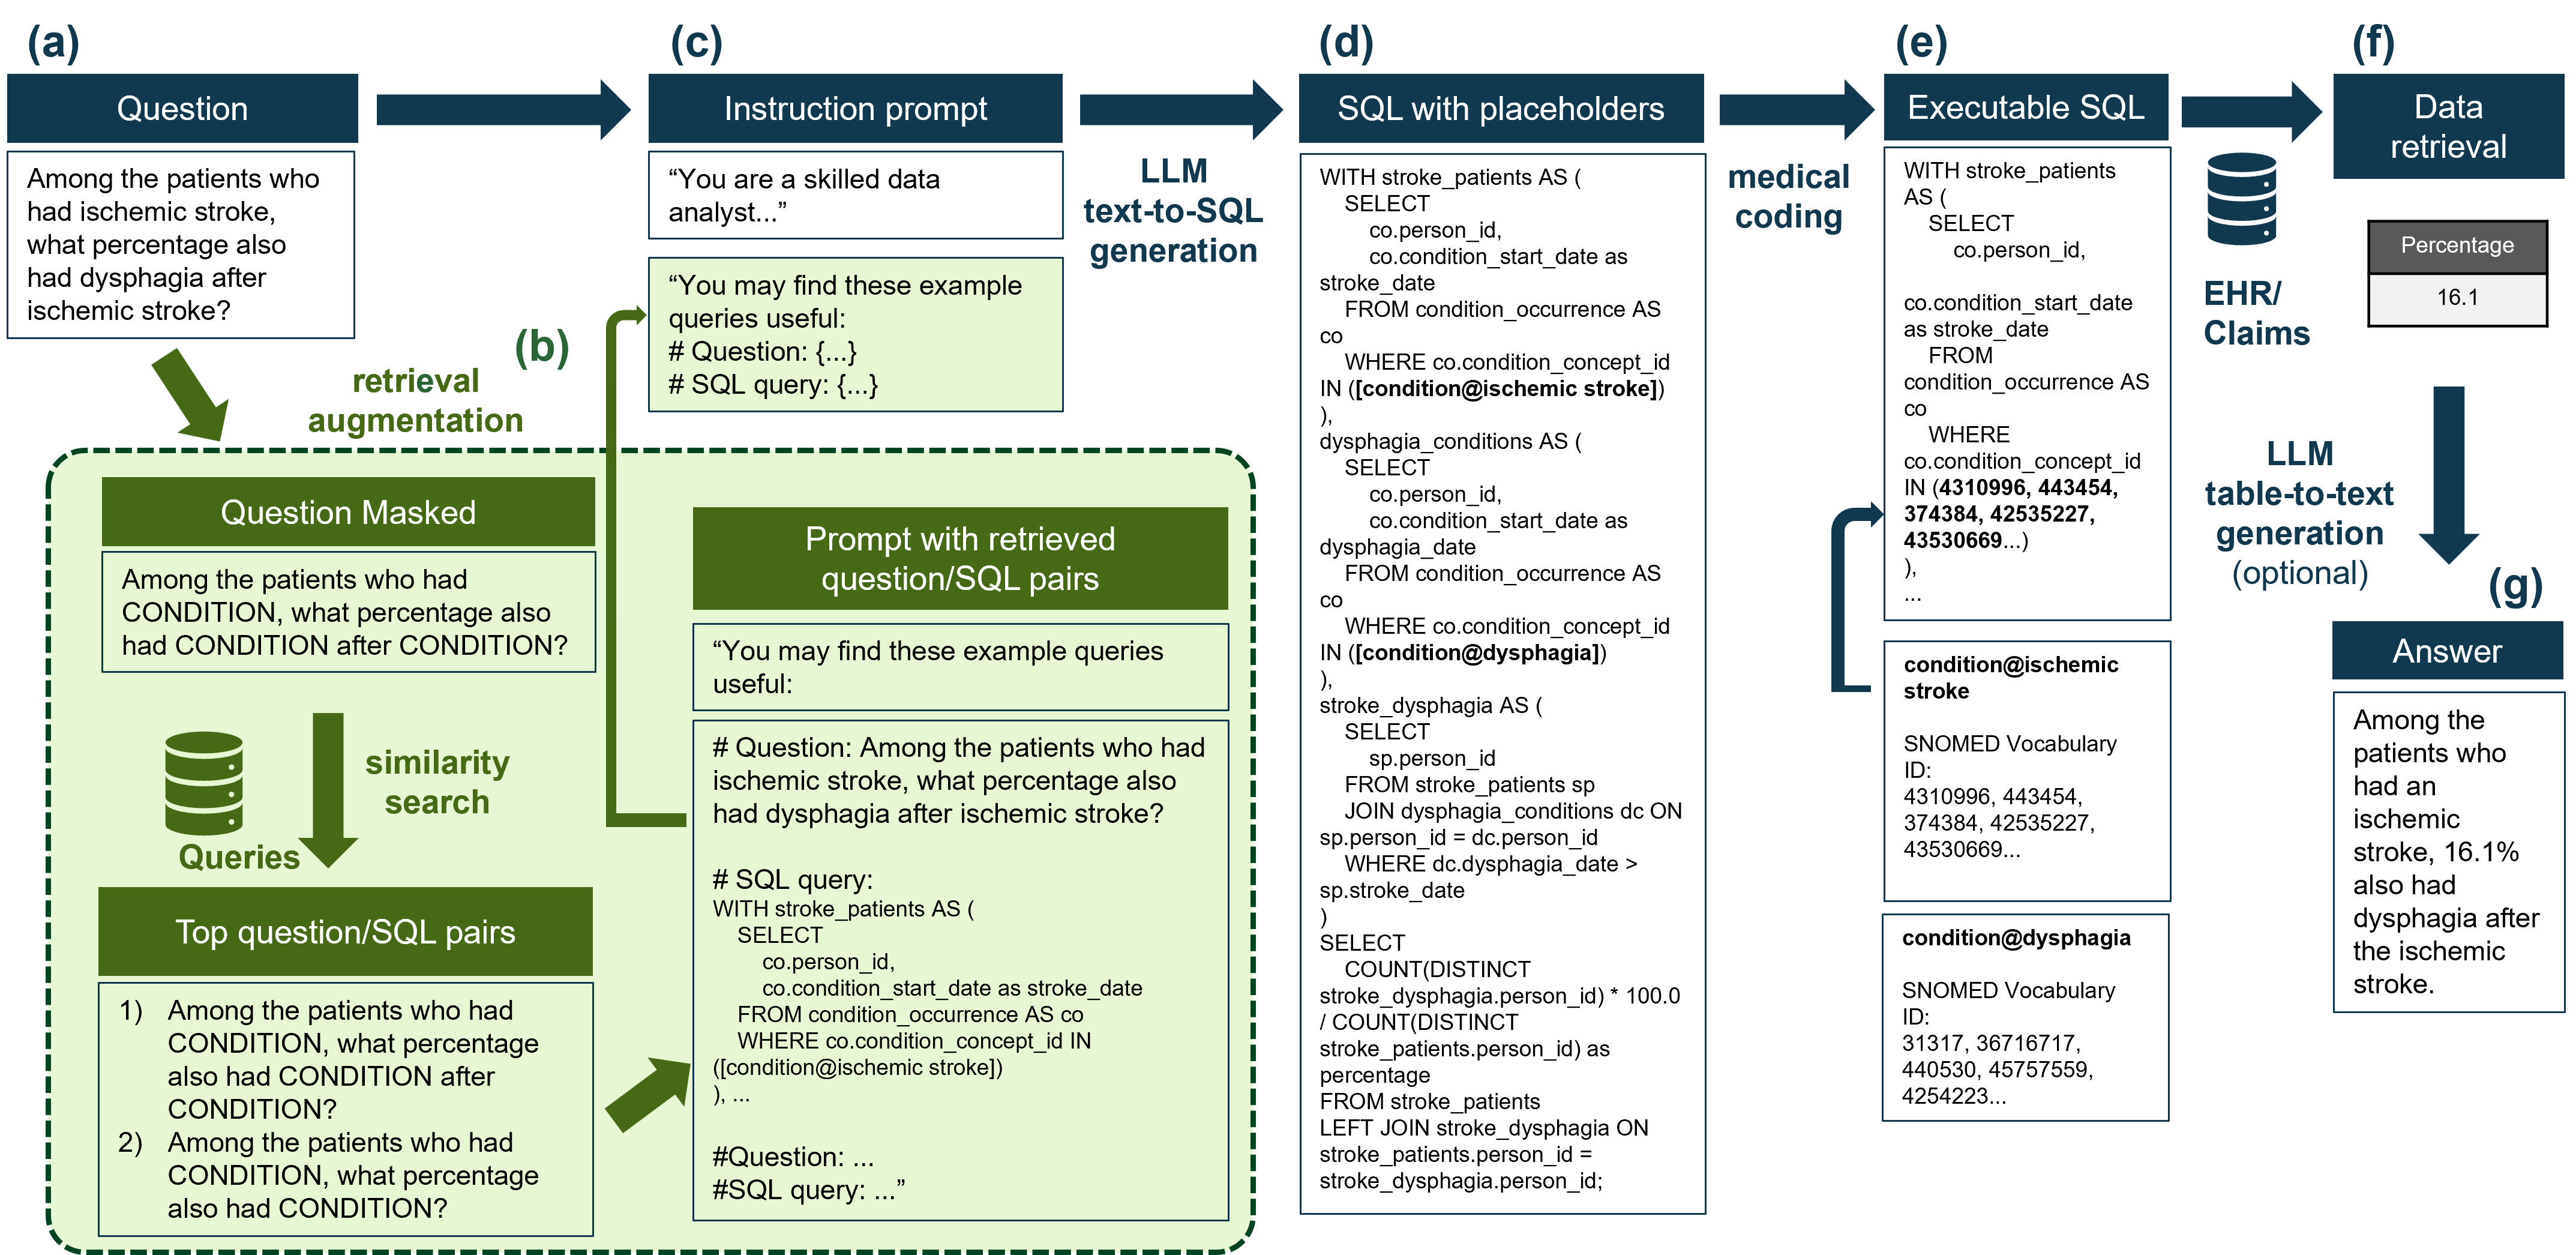 (a)
Question
Among the patients who
had ischemic stroke,
what percentage also
had dysphagia after
ischemic stroke?
(b)
retrieval
augmentation
Question Masked
Among the patients who had
CONDITION, what percentage also
had CONDITION after CONDITION?
similarity
search
Queries
Top question/SQL pairs
1) Among the patients who had
CONDITION, what percentage
also had CONDITION after
CONDITION?
2) Among the patients who had
CONDITION, what percentage
also had CONDITION?
Prompt with retrieved
question/SQL pairs
“You may find these example queries
useful:
# Question: Among the patients who had
ischemic stroke, what percentage also
had dysphagia after ischemic stroke?
# SQL query:
WITH stroke_patients AS (
SELECT
co.person_id,
co.condition_start_date as stroke_date
FROM condition_occurrence AS co
WHERE co.condition_concept_id IN
([condition@ischemic stroke])
), ...
#Question: ...
#SQL query: ...”
(c)
Instruction prompt
“You are a skilled data
analyst...”
“You may find these example
queries useful:
# Question: {...}
# SQL query: {...}
LLM
text-to-SQL
generation
(d)
SQL with placeholders
WITH stroke_patients AS (
SELECT
co.person_id,
co.condition_start_date as
stroke_date
FROM condition_occurrence AS
co
WHERE co.condition_concept_id
IN ([condition@ischemic stroke])
),
dysphagia_conditions AS (
SELECT
co.person_id,
co.condition_start_date as
dysphagia_date
FROM condition_occurrence AS
co
WHERE co.condition_concept_id
IN ([condition@dysphagia])
),
stroke_dysphagia AS (
SELECT
sp.person_id
FROM stroke_patients sp
JOIN dysphagia_conditions dc ON
sp.person_id = dc.person_id
WHERE dc.dysphagia_date >
sp.stroke_date
)
SELECT
COUNT(DISTINCT
stroke_dysphagia.person_id) * 100.0
/ COUNT(DISTINCT
stroke_patients.person_id) as
percentage
FROM stroke_patients
LEFT JOIN stroke_dysphagia ON
stroke_patients.person_id =
stroke_dysphagia.person_id;
medical
coding
(e)
Executable SQL
WITH stroke_patients
AS (
SELECT
co.person_id,
co.condition_start_date
as stroke_date
FROM
condition_occurrence AS
co
WHERE
co.condition_concept_id
IN (4310996, 443454,
374384, 42535227,
43530669...)
),
...
condition@ischemic
stroke
SNOMED Vocabulary
ID:
4310996, 443454,
374384, 42535227,
43530669...
condition@dysphagia
SNOMED Vocabulary
ID:
31317, 36716717,
440530, 45757559,
4254223...
EHR/
Claims
(f)
Data
retrieval
Percentage
16.1
LLM
table-to-text
generation
(optional)
(g)
Answer
Among the
patients who
had an
ischemic
stroke, 16.1%
also had
dysphagia after
the ischemic
stroke.